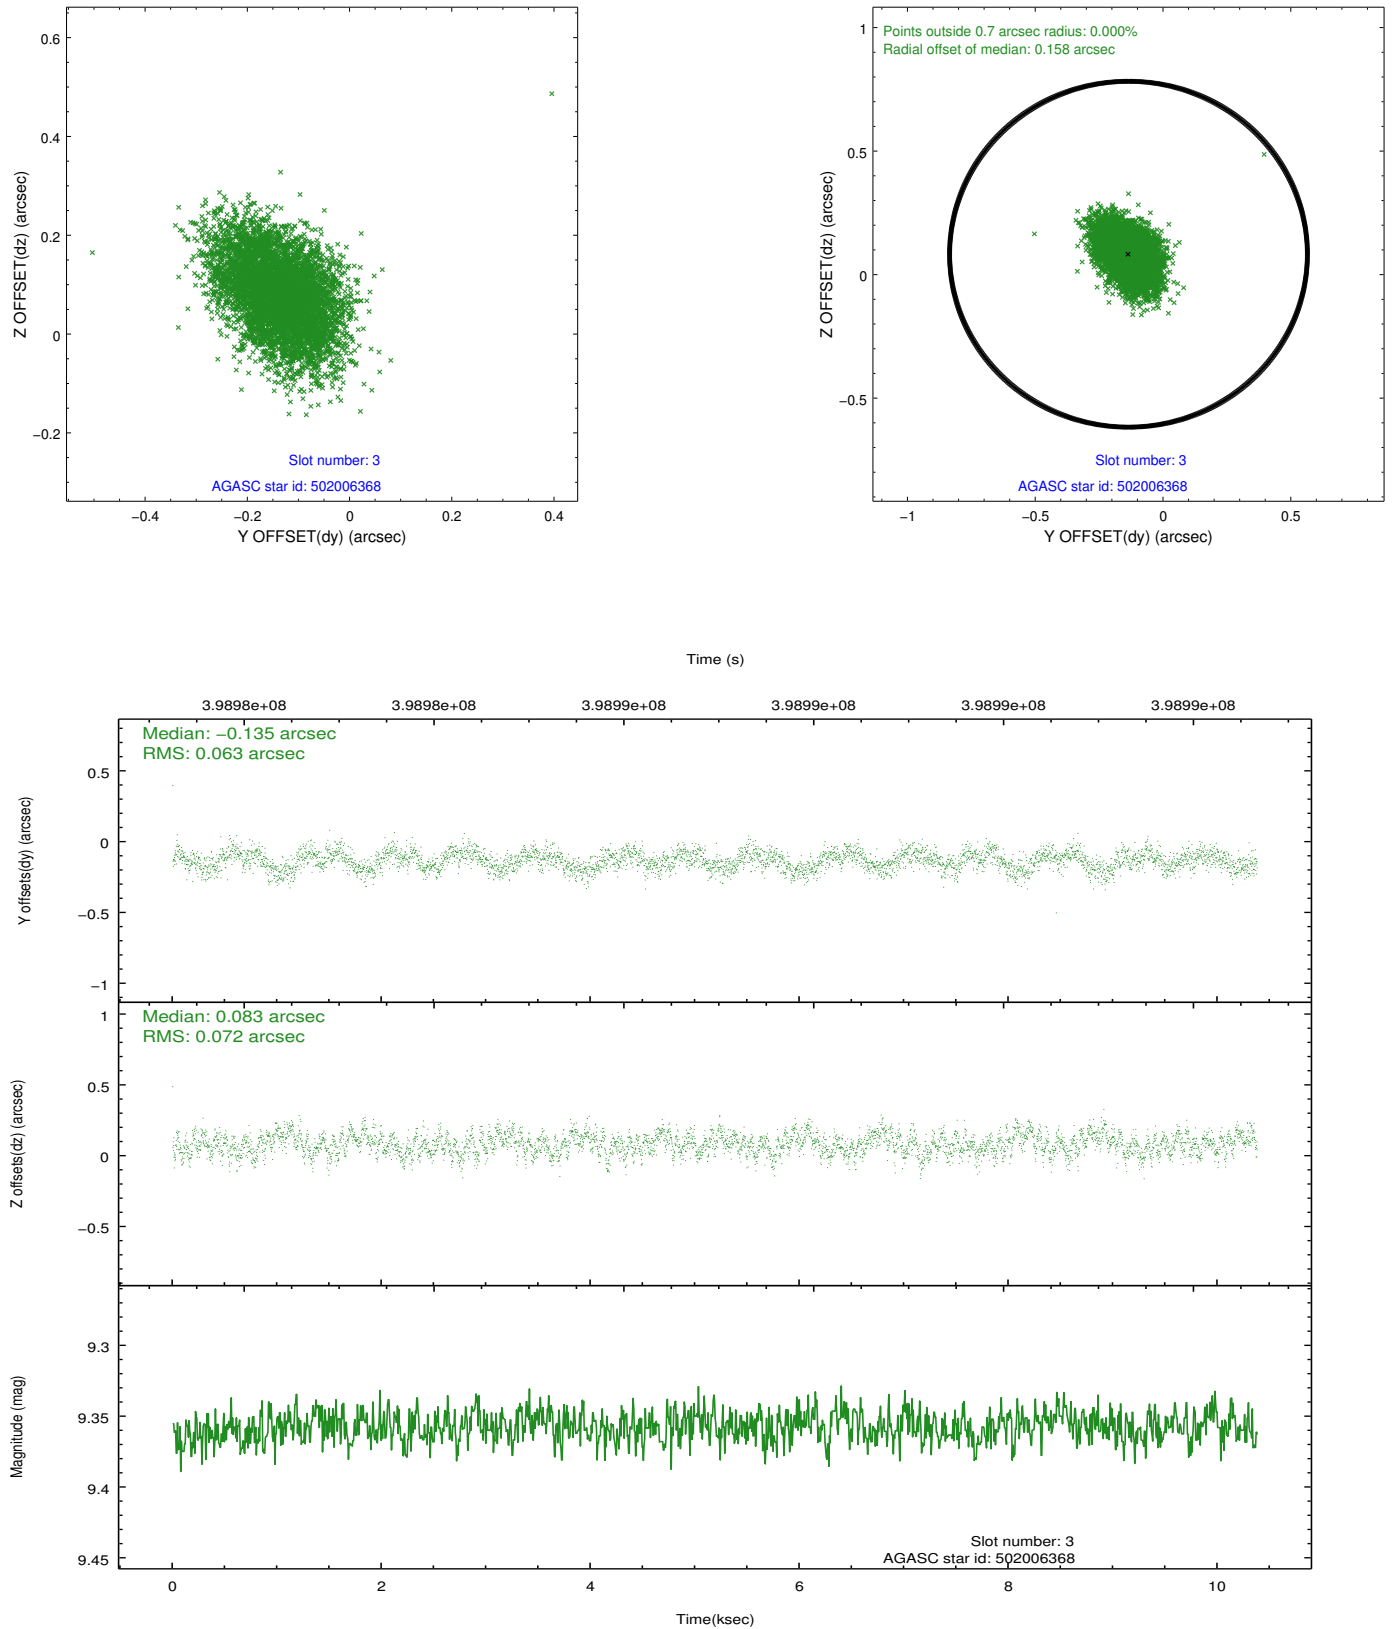 0.6
0.4
0.2
0
−0.2
Z OFFSET(dz) (arcsec)
Slot number: 3
AGASC star id: 502006368
−0.4
−0.2
0
0.2
0.4
Y OFFSET(dy) (arcsec)
Points outside 0.7 arcsec radius: 0.000%
Radial offset of median: 0.158 arcsec
1
0.5
0
−0.5
Z OFFSET(dz) (arcsec)
Slot number: 3
AGASC star id: 502006368
−1
−0.5
0
0.5
Y OFFSET(dy) (arcsec)
Time (s)
3.9898e+08
3.9898e+08
3.9899e+08
3.9899e+08
3.9899e+08
3.9899e+08
Median: −0.135 arcsec
RMS: 0.063 arcsec
0.5
0
−0.5
−1
Y offsets(dy) (arcsec)
Median: 0.083 arcsec
RMS: 0.072 arcsec
1
0.5
0
−0.5
Z offsets(dz) (arcsec)
9.3
9.35
9.4
9.45
Magnitude (mag)
Slot number: 3
AGASC star id: 502006368
0
2
4
6
8
10
Time(ksec)